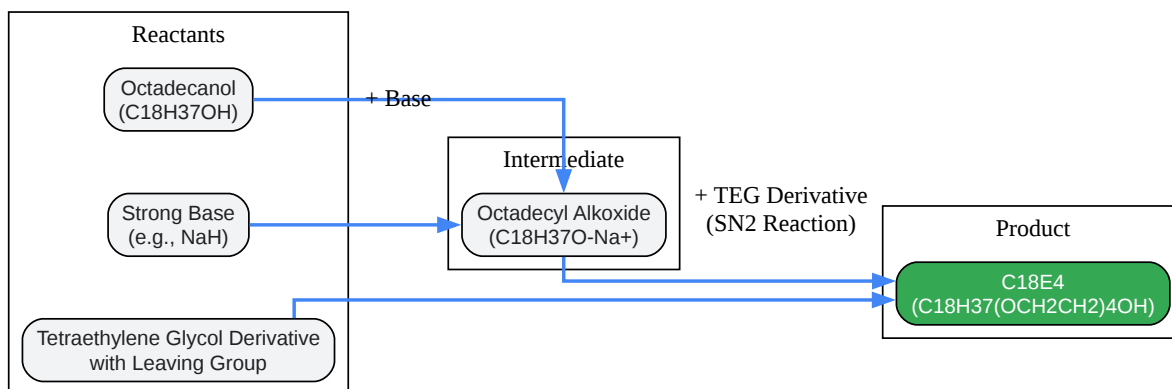 Reactants
Octadecanol
(C18H37OH)
+ Base
Intermediate
Strong Base
(e.g., NaH)
Octadecyl Alkoxide
(C18H37O-Na+)
+ TEG Derivative
(SN2 Reaction)
Product
C18E4
(C18H37(OCH2CH2)4OH)
Tetraethylene Glycol Derivative
with Leaving Group